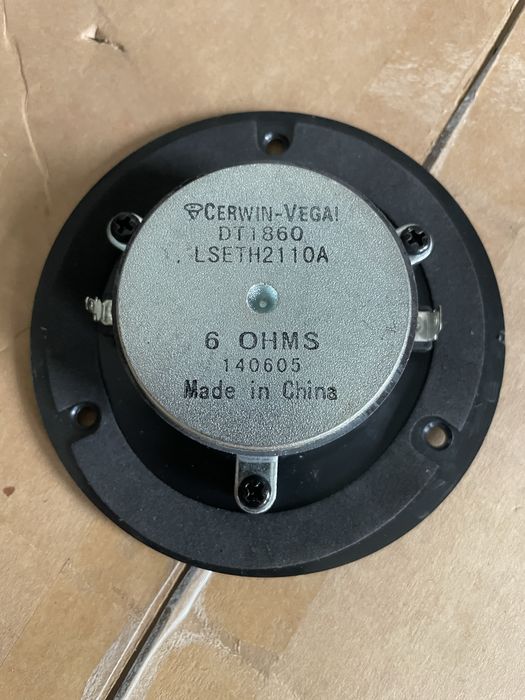 CERWIN-VEGA!
DT1860
LSETH2110A
6 OHMS
140605
Made in China